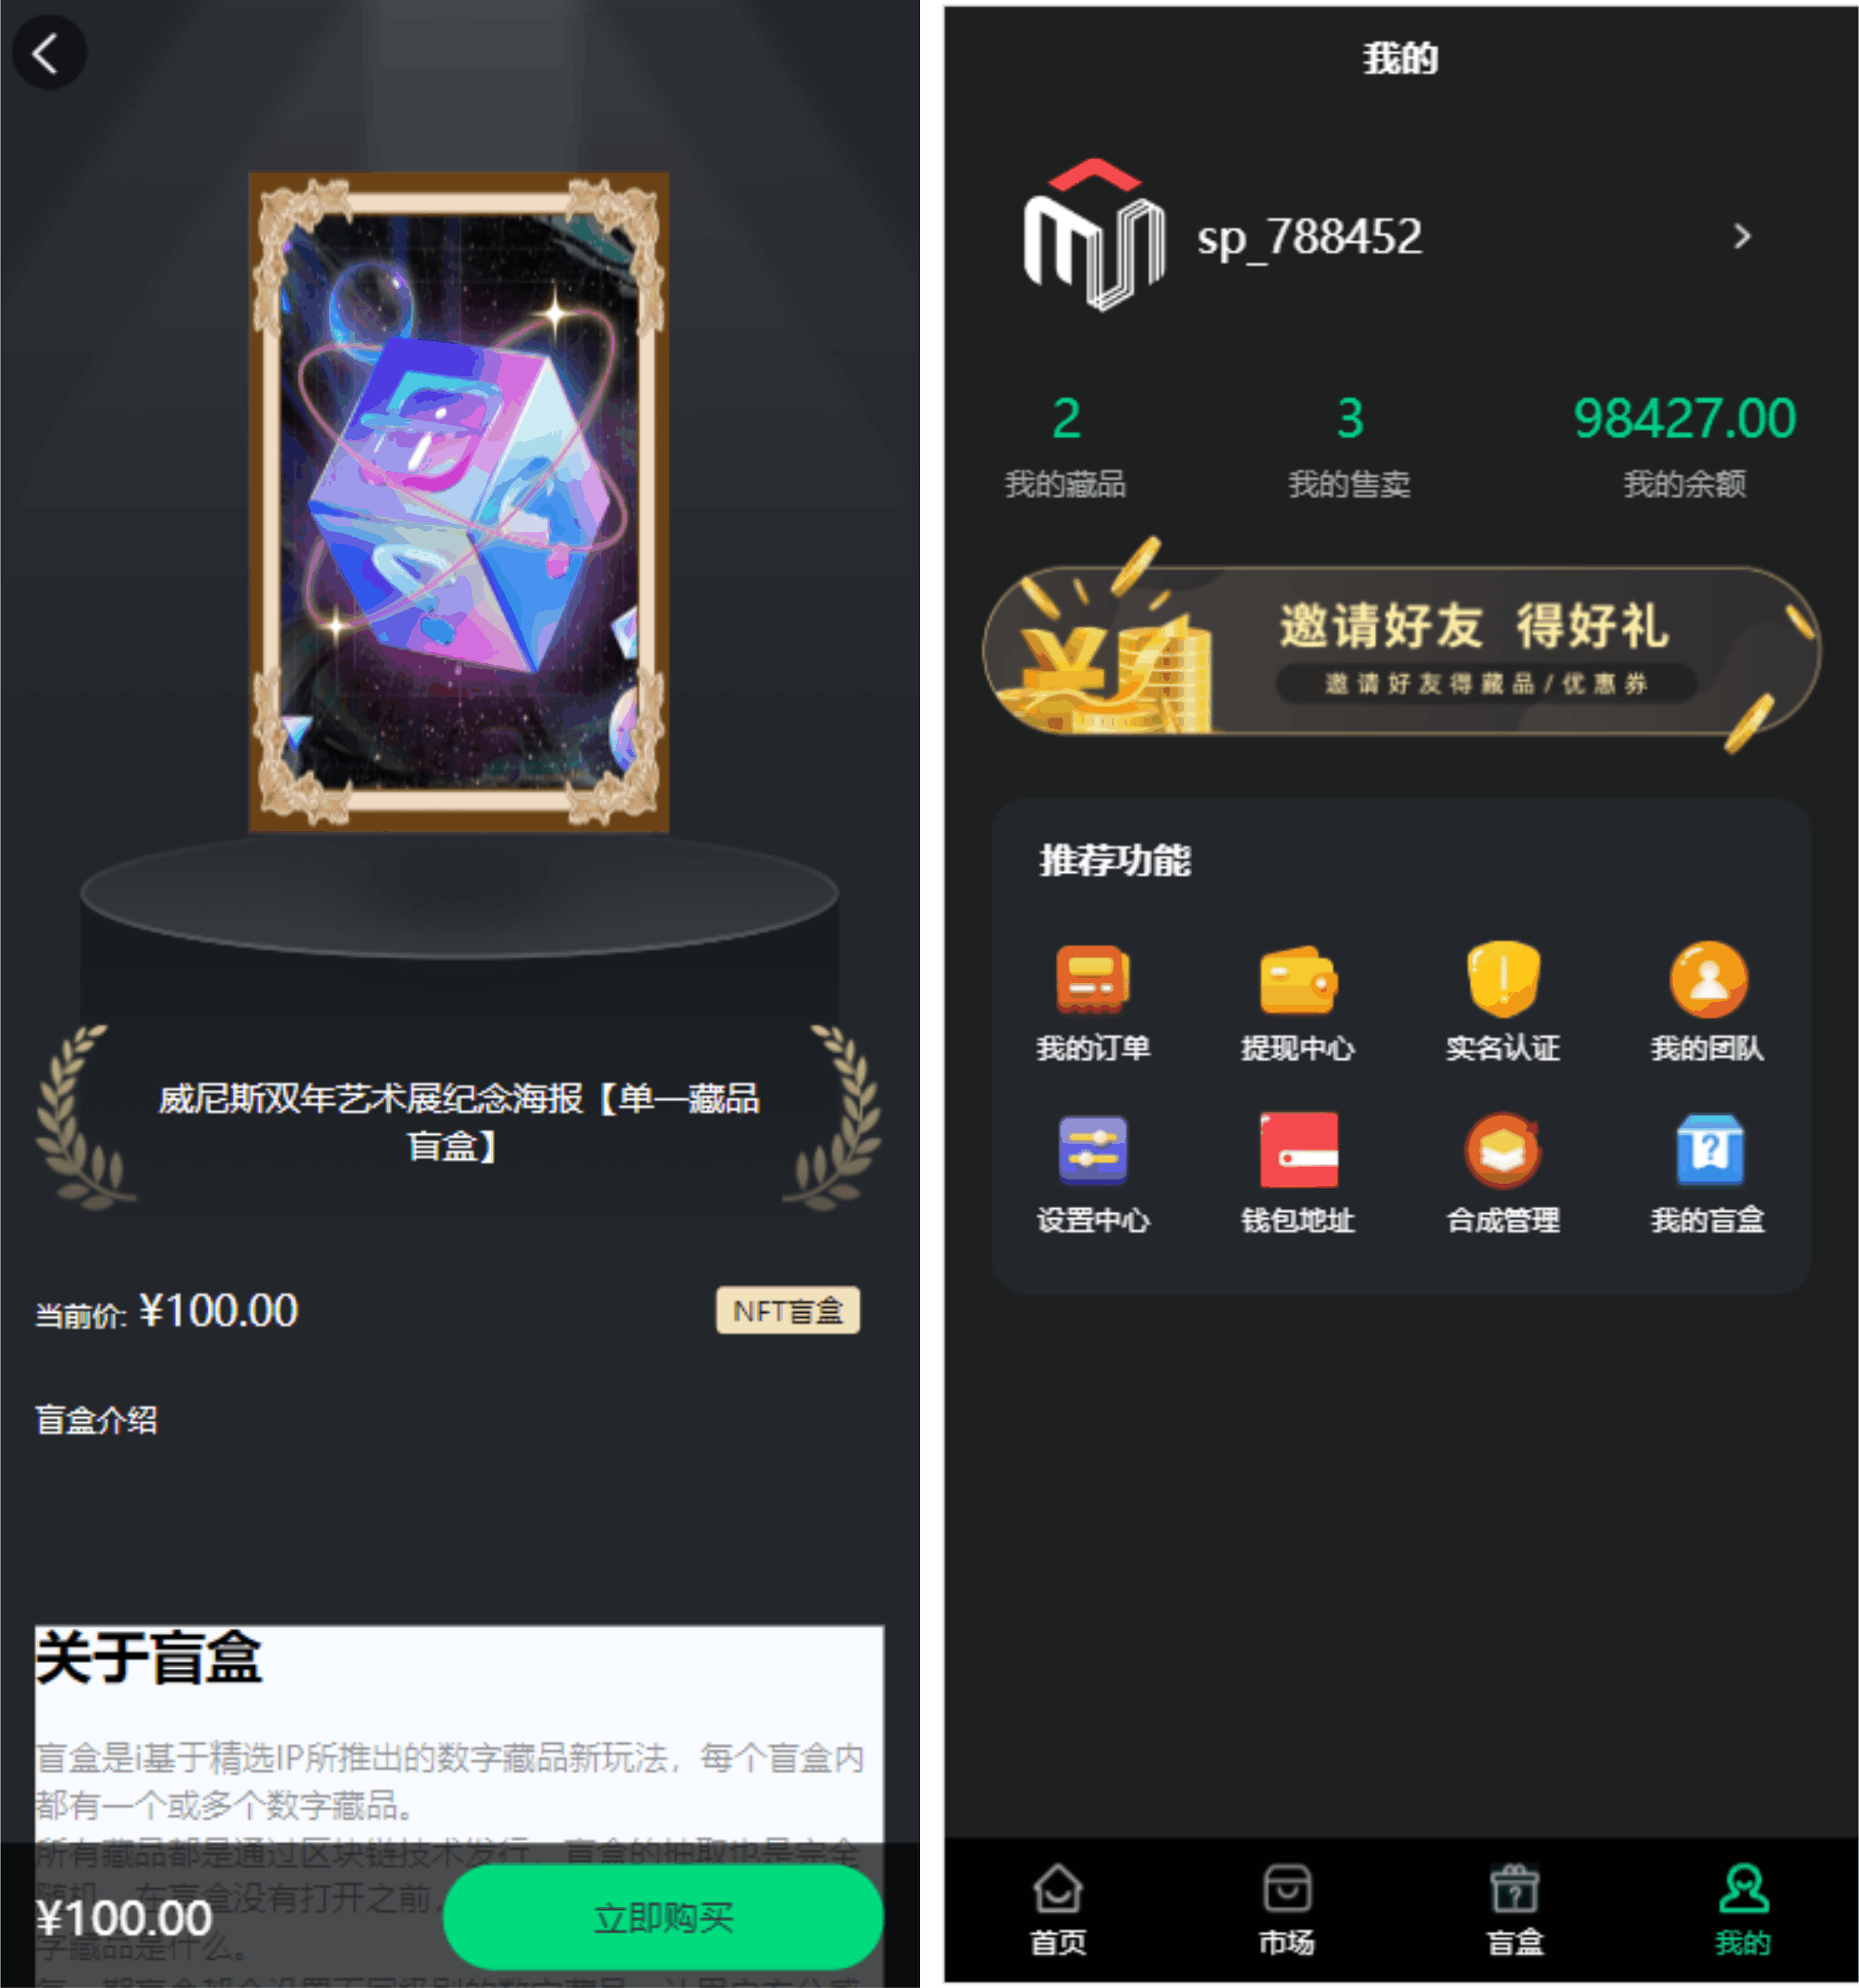 威尼斯双年艺术展纪念海报【单一藏品
盲盒】
当前价: ¥100.00
NFT盲盒
盲盒介绍
关于盲盒
盲盒是i基于精选IP所推出的数字藏品新玩法，每个盲盒内
都有一个或多个数字藏品。
所有藏品都是通过区块链技术发行，盲盒的抽取也是完全
随机，在盲盒没有打开之前，
字藏品是什么。
¥100.00
立即购买
我的
sp_788452
2
3
98427.00
我的藏品
我的售卖
我的余额
邀请好友 得好礼
邀请好友得藏品/优惠券
推荐功能
我的订单
提现中心
实名认证
我的团队
设置中心
钱包地址
合成管理
我的盲盒
首页
市场
盲盒
我的